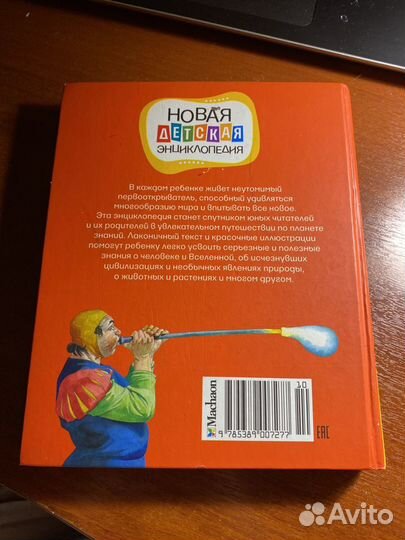 НОВАЯ
ДЕТСКАЯ
ЭНЦИКЛОПЕДИЯ
В каждом ребенке живет неутомимый
первооткрыватель, способный удивляться
многообразию мира и впитывать все новое.
Эта энциклопедия станет спутником юных читателей
и их родителей в увлекательном путешествии по планете
знаний. Лаконичный текст и красочные иллюстрации
помогут ребенку легко усвоить серьезные и полезные
знания о человеке и Вселенной, об исчезнувших
цивилизациях и необычных явлениях природы,
о животных и растениях и многом другом.
Machaon
10
9 785389 007277
EAC
Avito